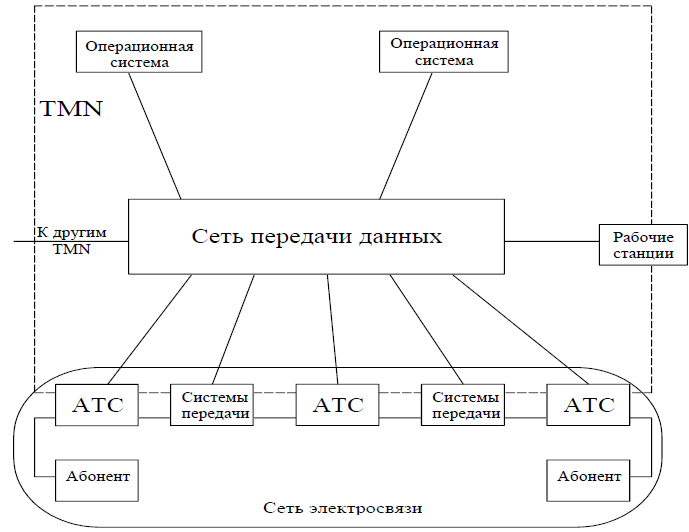 Операционная
система
Операционная
система
TMN
К другим
TMN
Сеть передачи данных
Рабочие
станции
АТС
Системы
передачи
АТС
Системы
передачи
АТС
Абонент
Абонент
Сеть электросвязи